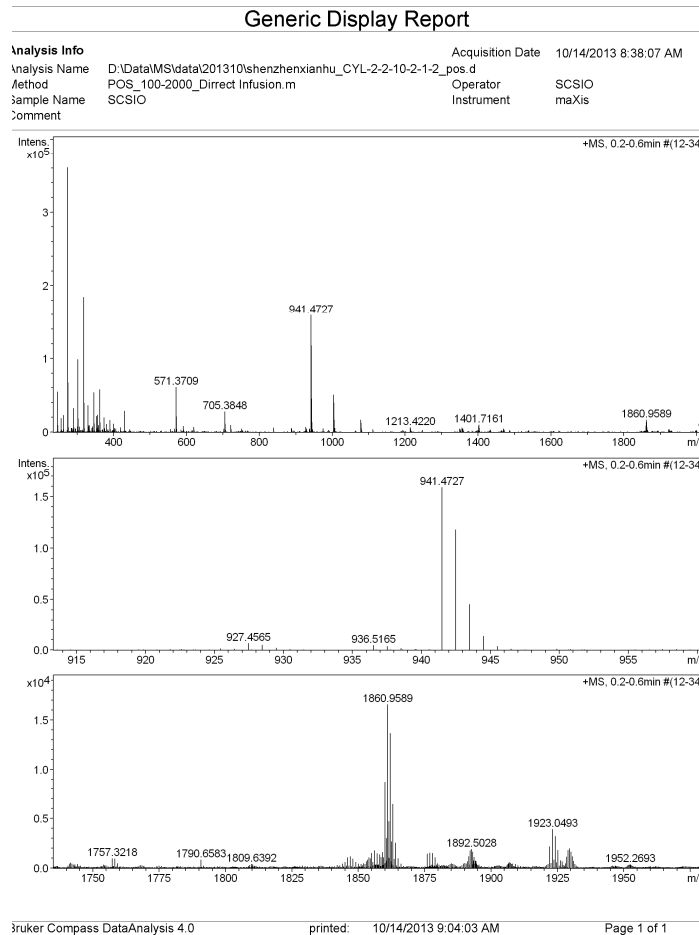 Generic Display Report
Analysis Info
Acquisition Date 10/14/2013 8:38:07 AM
Analysis Name D:\Data\MS\data\201310\shenzhenxianhu_CYL-2-2-10-2-1-2_pos.d
Method POS_100-2000_Dirrect Infusion.m Operator SCSIO
Sample Name SCSIO Instrument maXis
Comment
Intens.
x10^5
+MS, 0.2-0.6min #(12-34
3
2
1
0
941.4727
571.3709
705.3848
1213.4220
1401.7161
1860.9589
400 600 800 1000 1200 1400 1600 1800 m/
Intens.
x10^5
+MS, 0.2-0.6min #(12-34
1.5
1.0
0.5
0.0
941.4727
927.4565
936.5165
915 920 925 930 935 940 945 950 955 m/
Intens.
x10^4
+MS, 0.2-0.6min #(12-34
1.5
1.0
0.5
0.0
1860.9589
1923.0493
1892.5028
1757.3218
1790.6583
1809.6392
1952.2693
1750 1775 1800 1825 1850 1875 1900 1925 1950 m/
Bruker Compass DataAnalysis 4.0 printed: 10/14/2013 9:04:03 AM Page 1 of 1